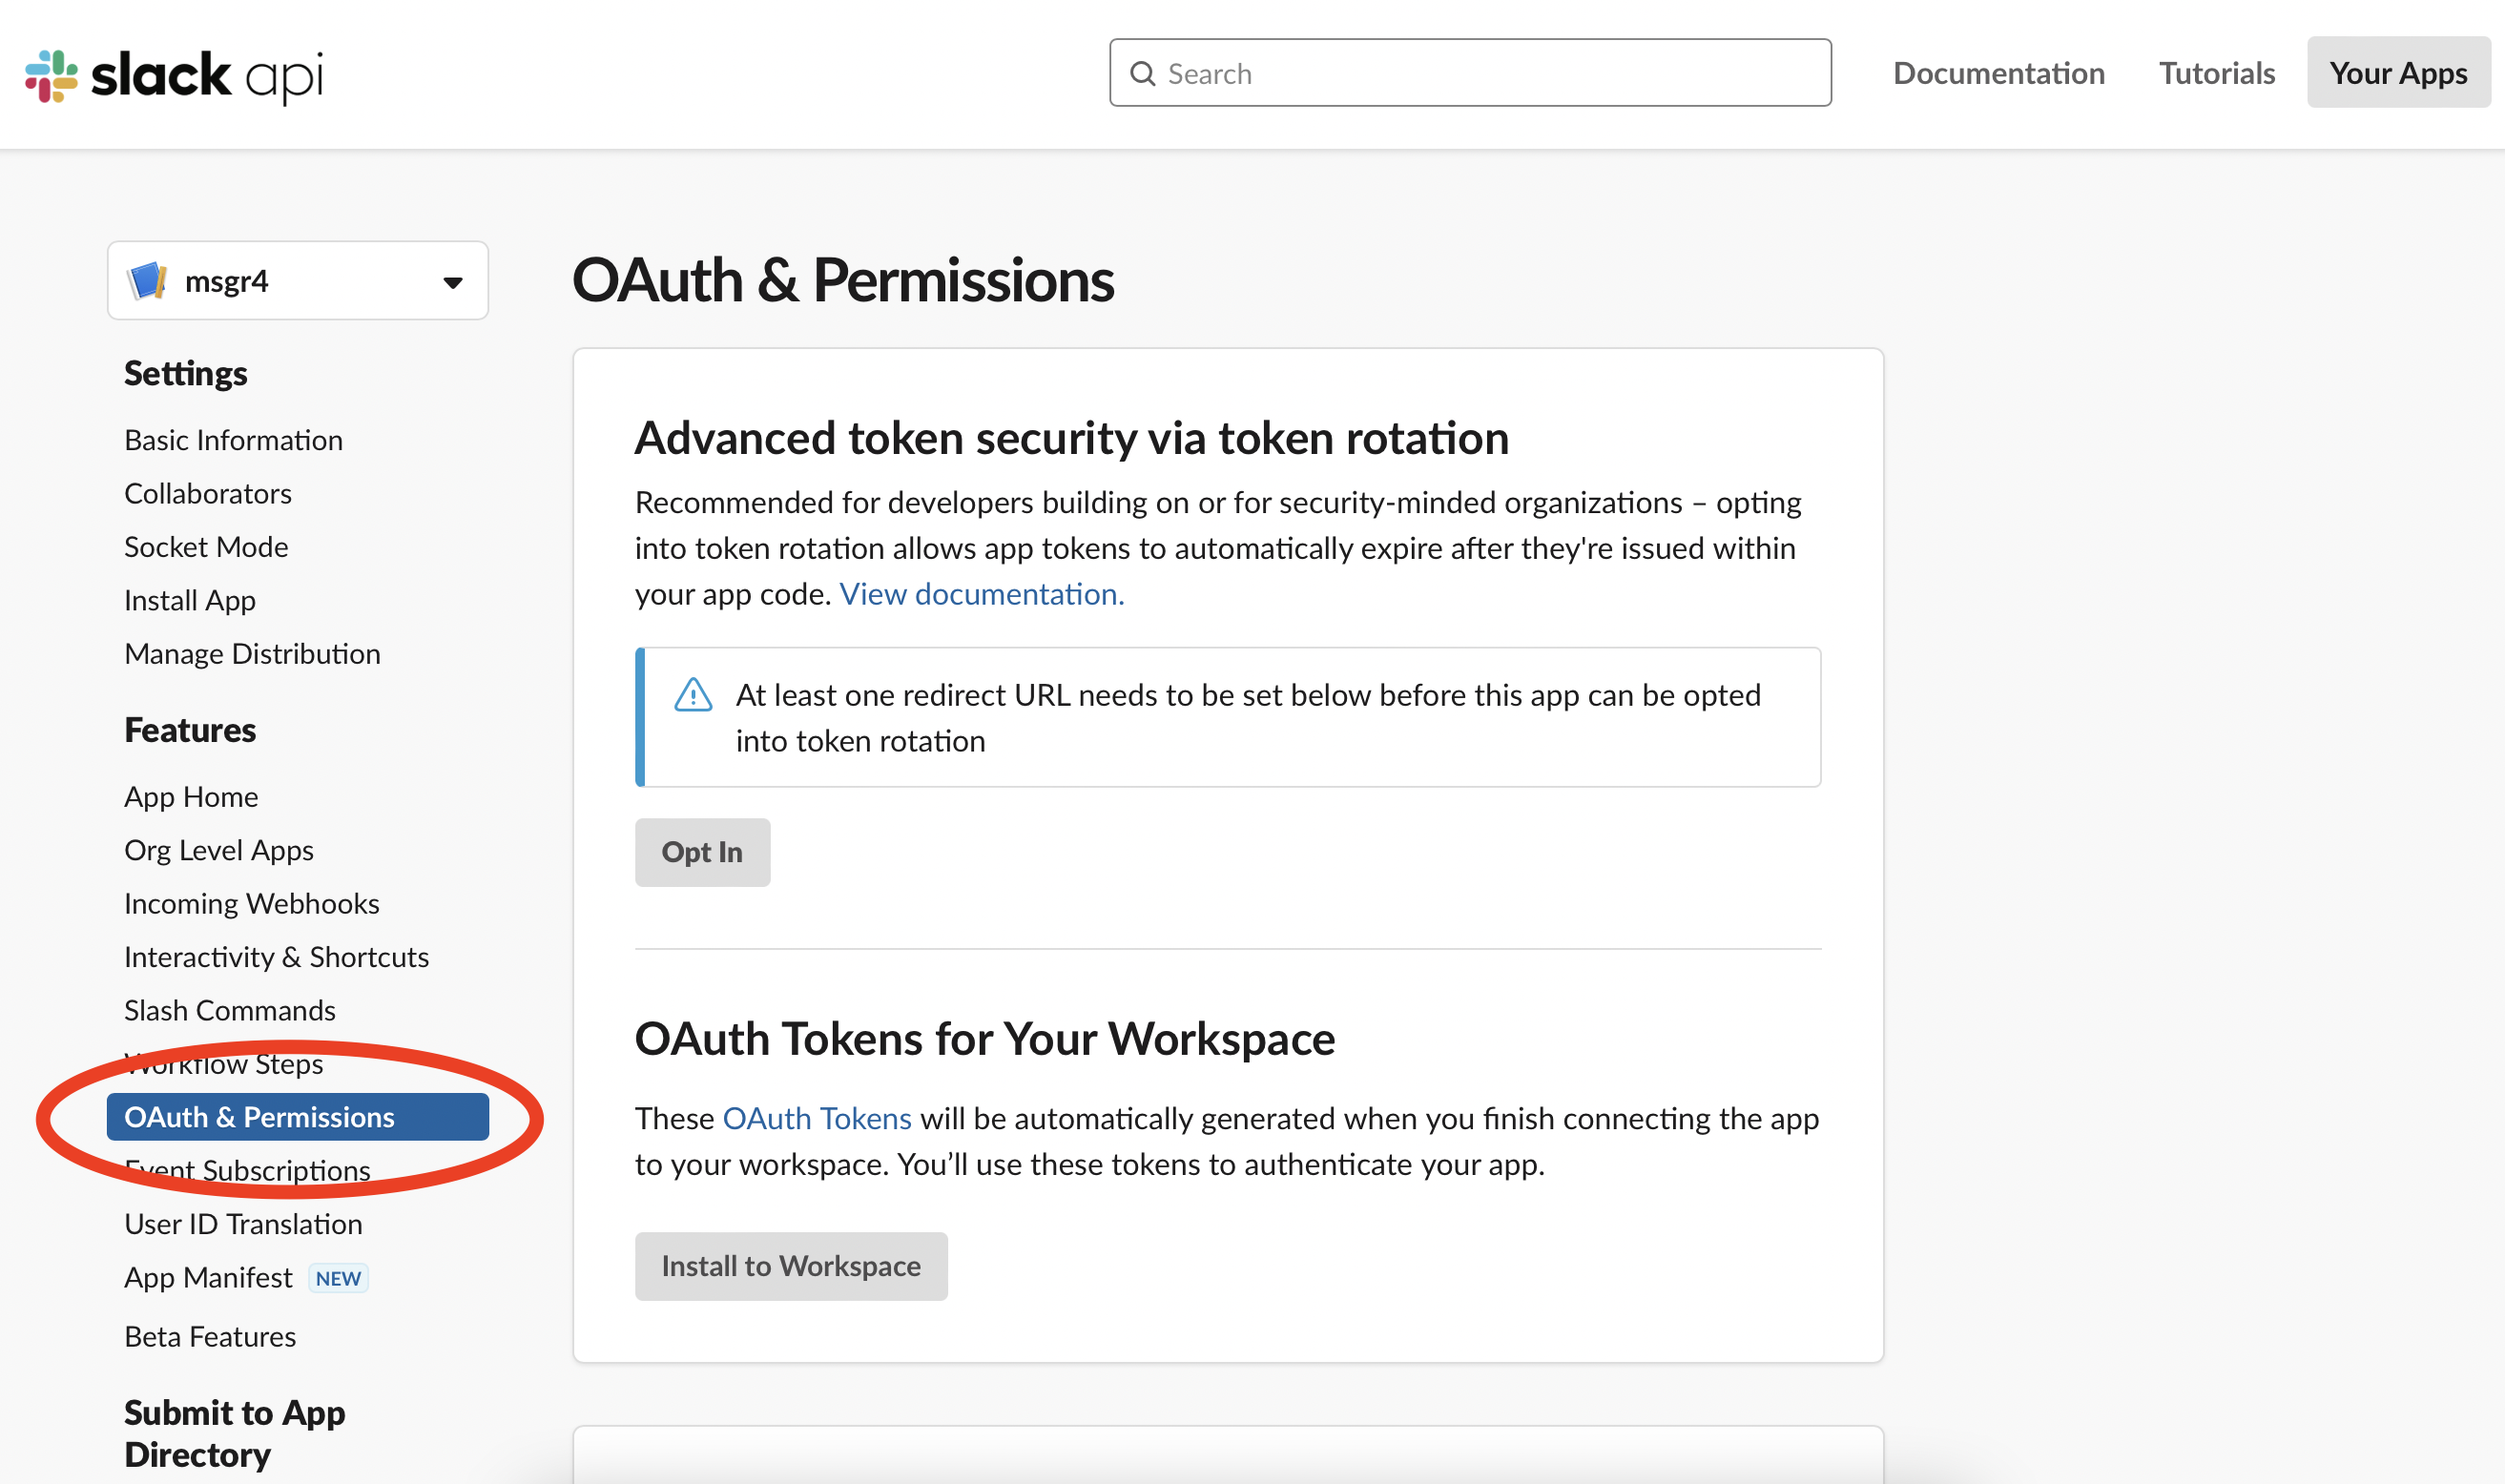 slack api
Search
Documentation
Tutorials
Your Apps
msgr4
Settings
Basic Information
Collaborators
Socket Mode
Install App
Manage Distribution
Features
App Home
Org Level Apps
Incoming Webhooks
Interactivity & Shortcuts
Slash Commands
Workflow Steps
OAuth & Permissions
Event Subscriptions
User ID Translation
App Manifest NEW
Beta Features
Submit to App
Directory
OAuth & Permissions
Advanced token security via token rotation
Recommended for developers building on or for security-minded organizations – opting
into token rotation allows app tokens to automatically expire after they're issued within
your app code. View documentation.
At least one redirect URL needs to be set below before this app can be opted
into token rotation
Opt In
OAuth Tokens for Your Workspace
These OAuth Tokens will be automatically generated when you finish connecting the app
to your workspace. You’ll use these tokens to authenticate your app.
Install to Workspace